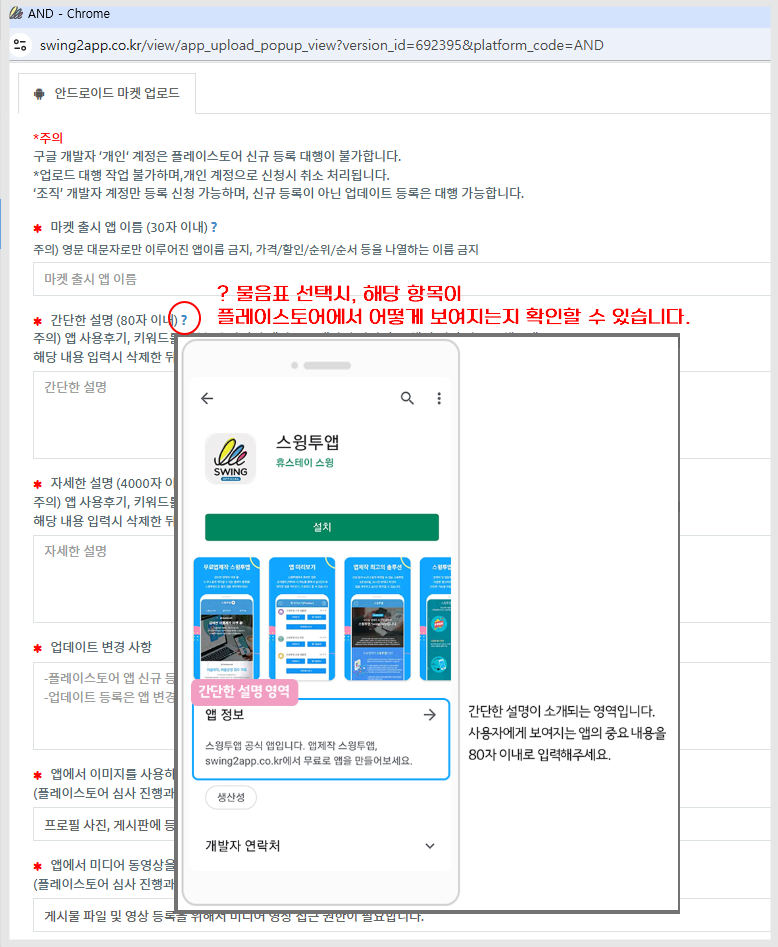 AND - Chrome
swing2app.co.kr/view/app_upload_popup_view?version_id=692395&platform_code=AND
안드로이드 마켓 업로드
*주의
구글 개발자 '개인' 계정은 플레이스토어 신규 등록 대행이 불가합니다.
*업로드 대행 작업 불가하며,개인 계정으로 신청시 취소 처리됩니다.
'조직' 개발자 계정만 등록 신청 가능하며, 신규 등록이 아닌 업데이트 등록은 대행 가능합니다.
* 마켓 출시 앱 이름 (30자 이내) ?
주의) 영문 대문자로만 이루어진 앱이름 금지, 가격/할인/순위/순서 등을 나열하는 이름 금지
마켓 출시 앱 이름
? 물음표 선택시, 해당 항목이
플레이스토어에서 어떻게 보여지는지 확인할 수 있습니다.
* 간단한 설명 (80자 이내) ?
주의) 앱 사용후기, 키워드를
해당 내용 입력시 삭제한 뒤
간단한 설명
* 자세한 설명 (4000자 이
주의) 앱 사용후기, 키워드를
해당 내용 입력시 삭제한 뒤
자세한 설명
* 업데이트 변경 사항
-플레이스토어 앱 신규 등
-업데이트 등록은 앱 변경
* 앱에서 이미지를 사용하
(플레이스토어 심사 진행과
프로필 사진, 게시판에 등
* 앱에서 미디어 동영상을
(플레이스토어 심사 진행과
게시물 파일 및 영상 등록을 위해서 미디어 영상 접근 권한이 필요합니다.
스윙투앱
휴스테이 스윙
SWING
설치
무료앱제작 스윙투앱
앱 미리보기
앱제작 최고의 솔루션
스윙투앱
간단한 설명 영역
앱 정보
스윙투앱 공식 앱입니다. 앱제작 스윙투앱,
swing2app.co.kr에서 무료로 앱을 만들어보세요.
생산성
개발자 연락처
간단한 설명이 소개되는 영역입니다.
사용자에게 보여지는 앱의 중요 내용을
80자 이내로 입력해주세요.